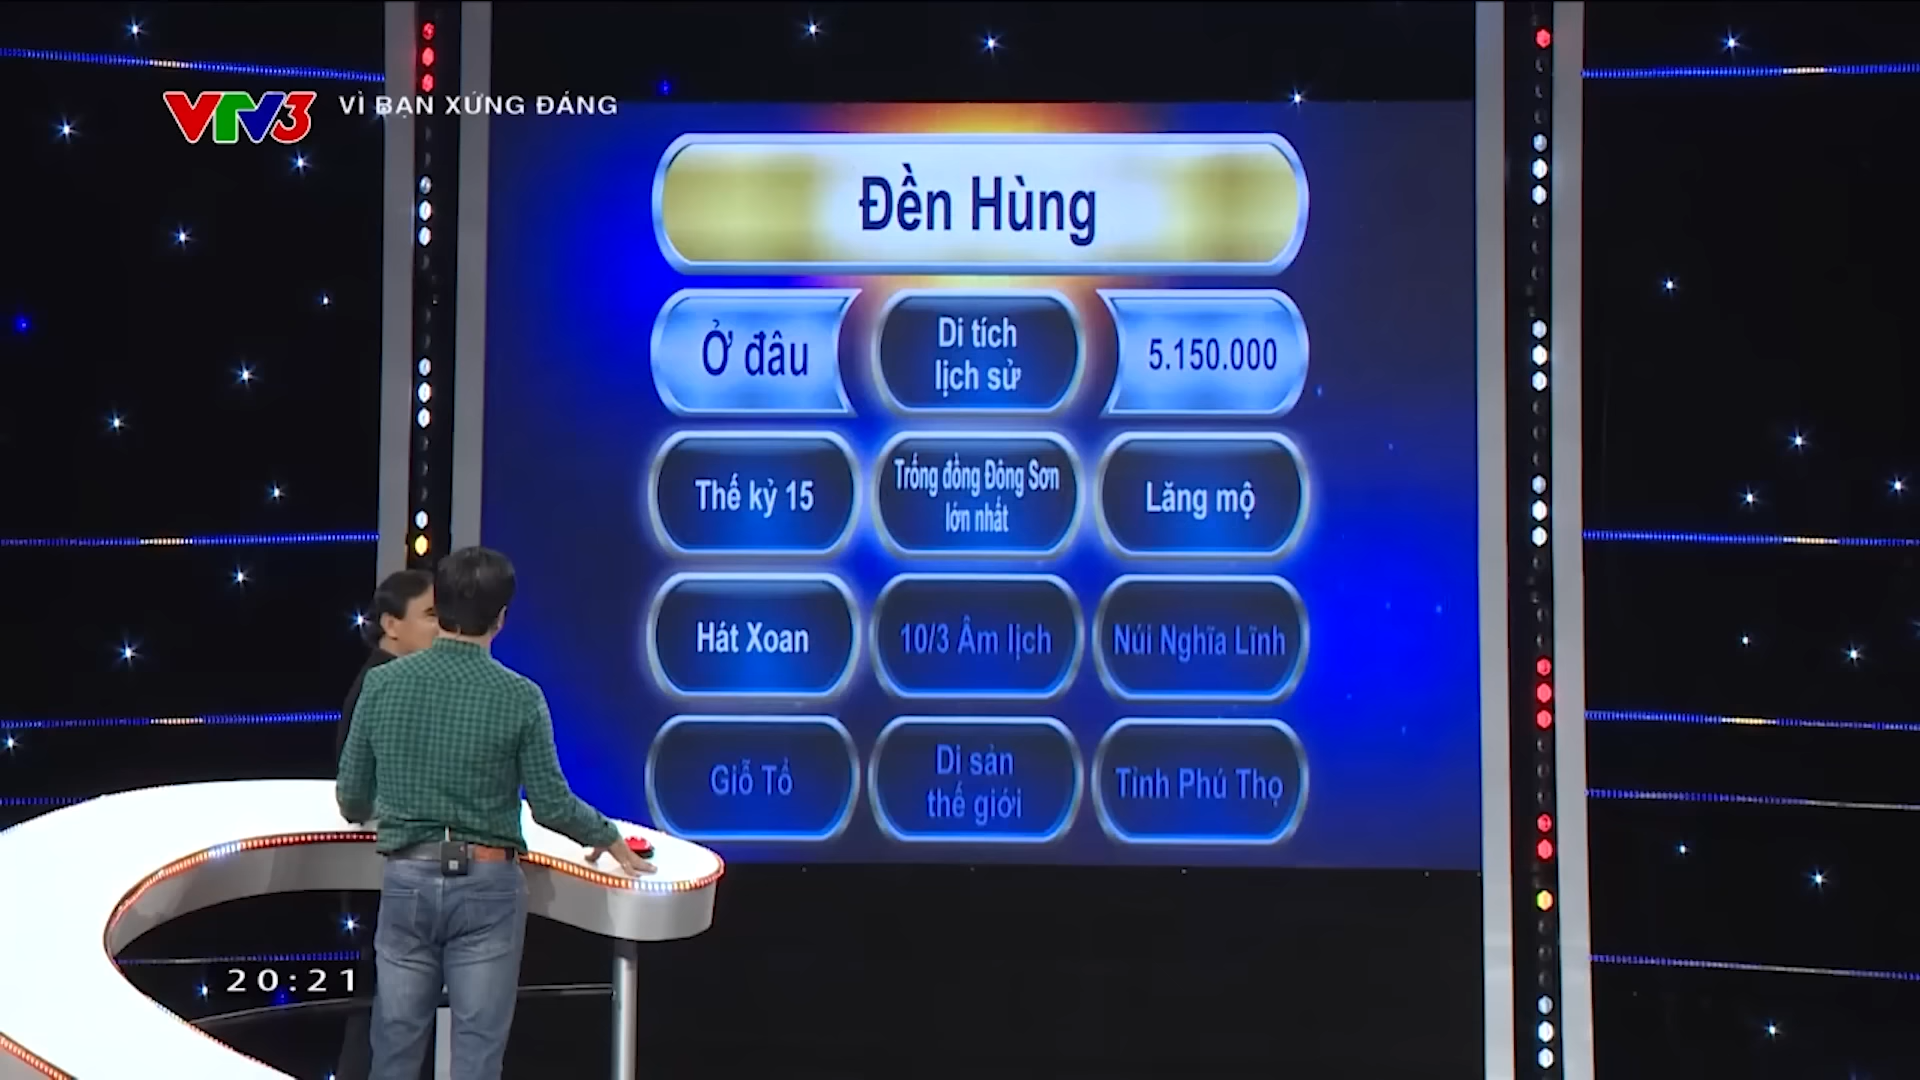 VTV3 VÌ BẠN XỨNG ĐÁNG
Đền Hùng
Ở đâu
Di tích
lịch sử
5.150.000
Thế kỷ 15
Trống đồng Đông Sơn
lớn nhất
Lăng mộ
Hát Xoan
10/3 Âm lịch
Núi Nghĩa Lĩnh
Giỗ Tổ
Di sản
thế giới
Tỉnh Phú Thọ
20:21